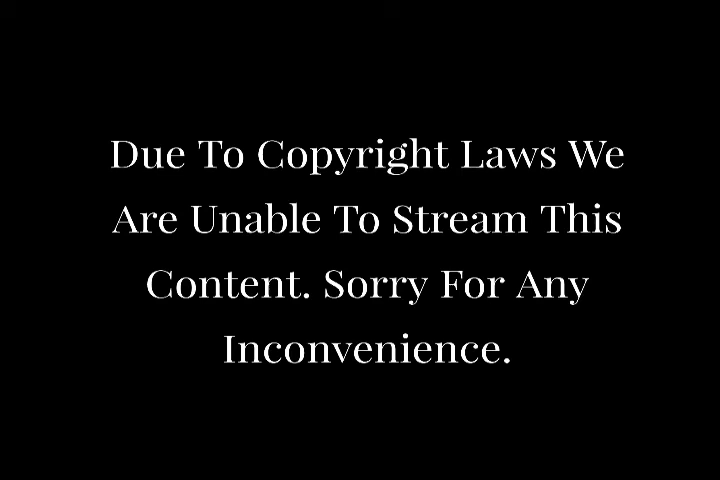 Due To Copyright Laws We
Are Unable To Stream This
Content. Sorry For Any
Inconvenience.